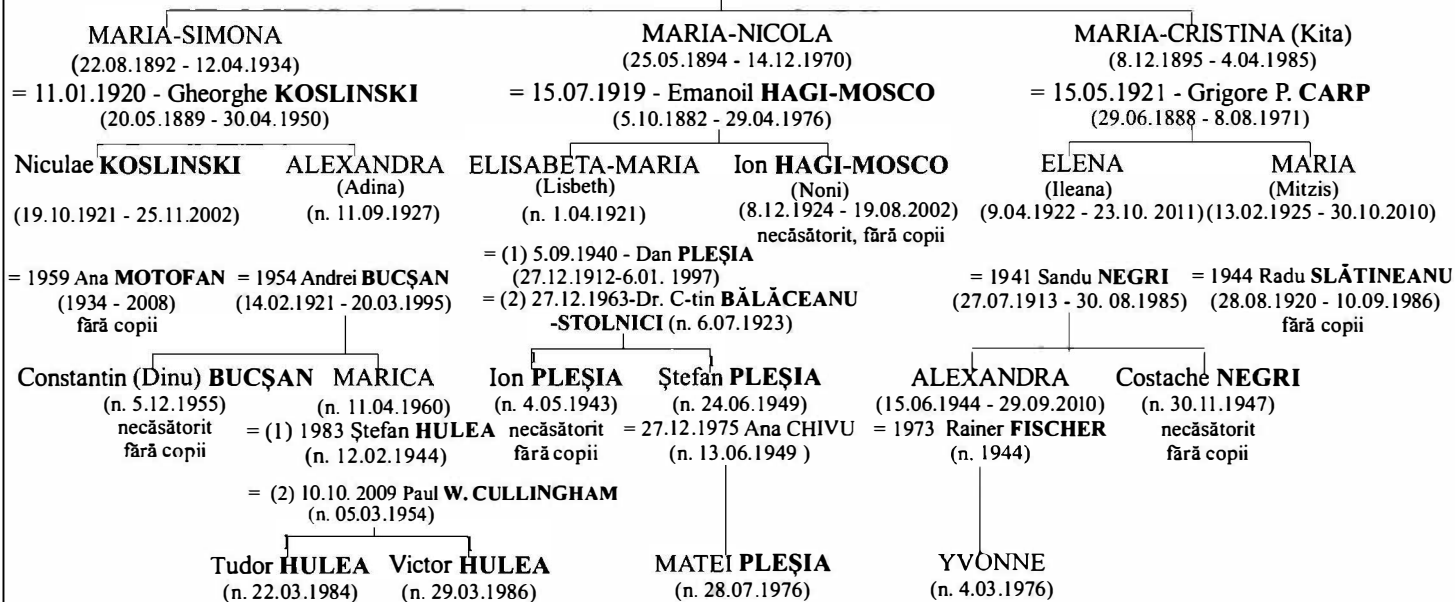 MARIA-SIMONA MARIA-NICOLA MARIA-CRISTINA (Kita)
(22.08.1892 - 12.04.1934) (25.05.1894 - 14.12.1970) (8.12.1895 - 4.04.1985)
= 11.01.1920 - Gheorghe KOSLINSKI = 15.07.1919 - Emanoil HAGI-MOSCO = 15.05.1921 - Grigore P. CARP
(20.05.1889 - 30.04.1950) (5.10.1882 - 29.04.1976) (29.06.1888 - 8.08.1971)
Niculae KOSLINSKI ALEXANDRA ELISABETA-MARIA Ion HAGI-MOSCO ELENA MARIA
(Adina) (Lisbeth) (Noni) (Ileana) (Mitzis)
(19.10.1921 - 25.11.2002) (n. 11.09.1927) (n. 1.04.1921) (8.12.1924 - 19.08.2002) (9.04.1922 - 23.10. 2011) (13.02.1925 - 30.10.2010)
necăsătorit, fără copii
= (1) 5.09.1940 - Dan PLEȘIA
= 1959 Ana MOTOFAN = 1954 Andrei BUCȘAN (27.12.1912-6.01. 1997) = 1941 Sandu NEGRI = 1944 Radu SLĂTINEANU
(1934 - 2008) (14.02.1921 - 20.03.1995) = (2) 27.12.1963-Dr. C-tin BĂLĂCEANU (27.07.1913 - 30. 08.1985) (28.08.1920 - 10.09.1986)
fără copii -STOLNICI (n. 6.07.1923) fără copii
Constantin (Dinu) BUCȘAN MARICA Ion PLEȘIA Ștefan PLEȘIA ALEXANDRA Costache NEGRI
(n. 5.12.1955) (n. 11.04.1960) (n. 4.05.1943) (n. 24.06.1949) (15.06.1944 - 29.09.2010) (n. 30.11.1947)
necăsătorit = (1) 1983 Ștefan HULEA necăsătorit = 27.12.1975 Ana CHIVU = 1973 Rainer FISCHER necăsătorit
fără copii (n. 12.02.1944) fără copii (n. 13.06.1949 ) (n. 1944) fără copii
= (2) 10.10. 2009 Paul W. CULLINGHAM
(n. 05.03.1954)
Tudor HULEA Victor HULEA MATEI PLEȘIA YVONNE
(n. 22.03.1984) (n. 29.03.1986) (n. 28.07.1976) (n. 4.03.1976)